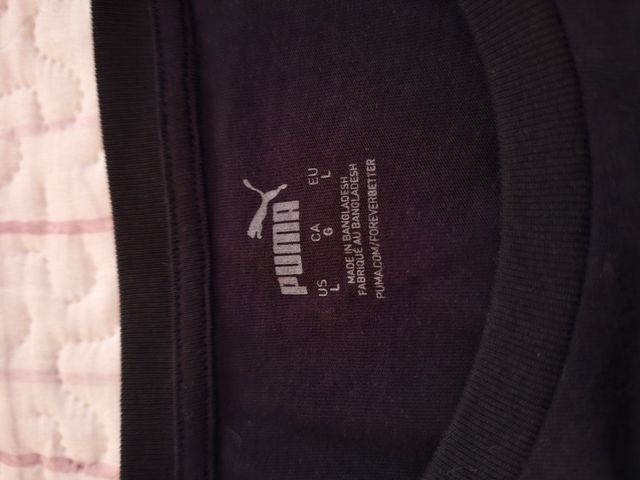 PUMA
US CA EU
L G L
MADE IN BANGLADESH
FABRIQUÉ AU BANGLADESH
PUMA.COM/FOREVERBETTER